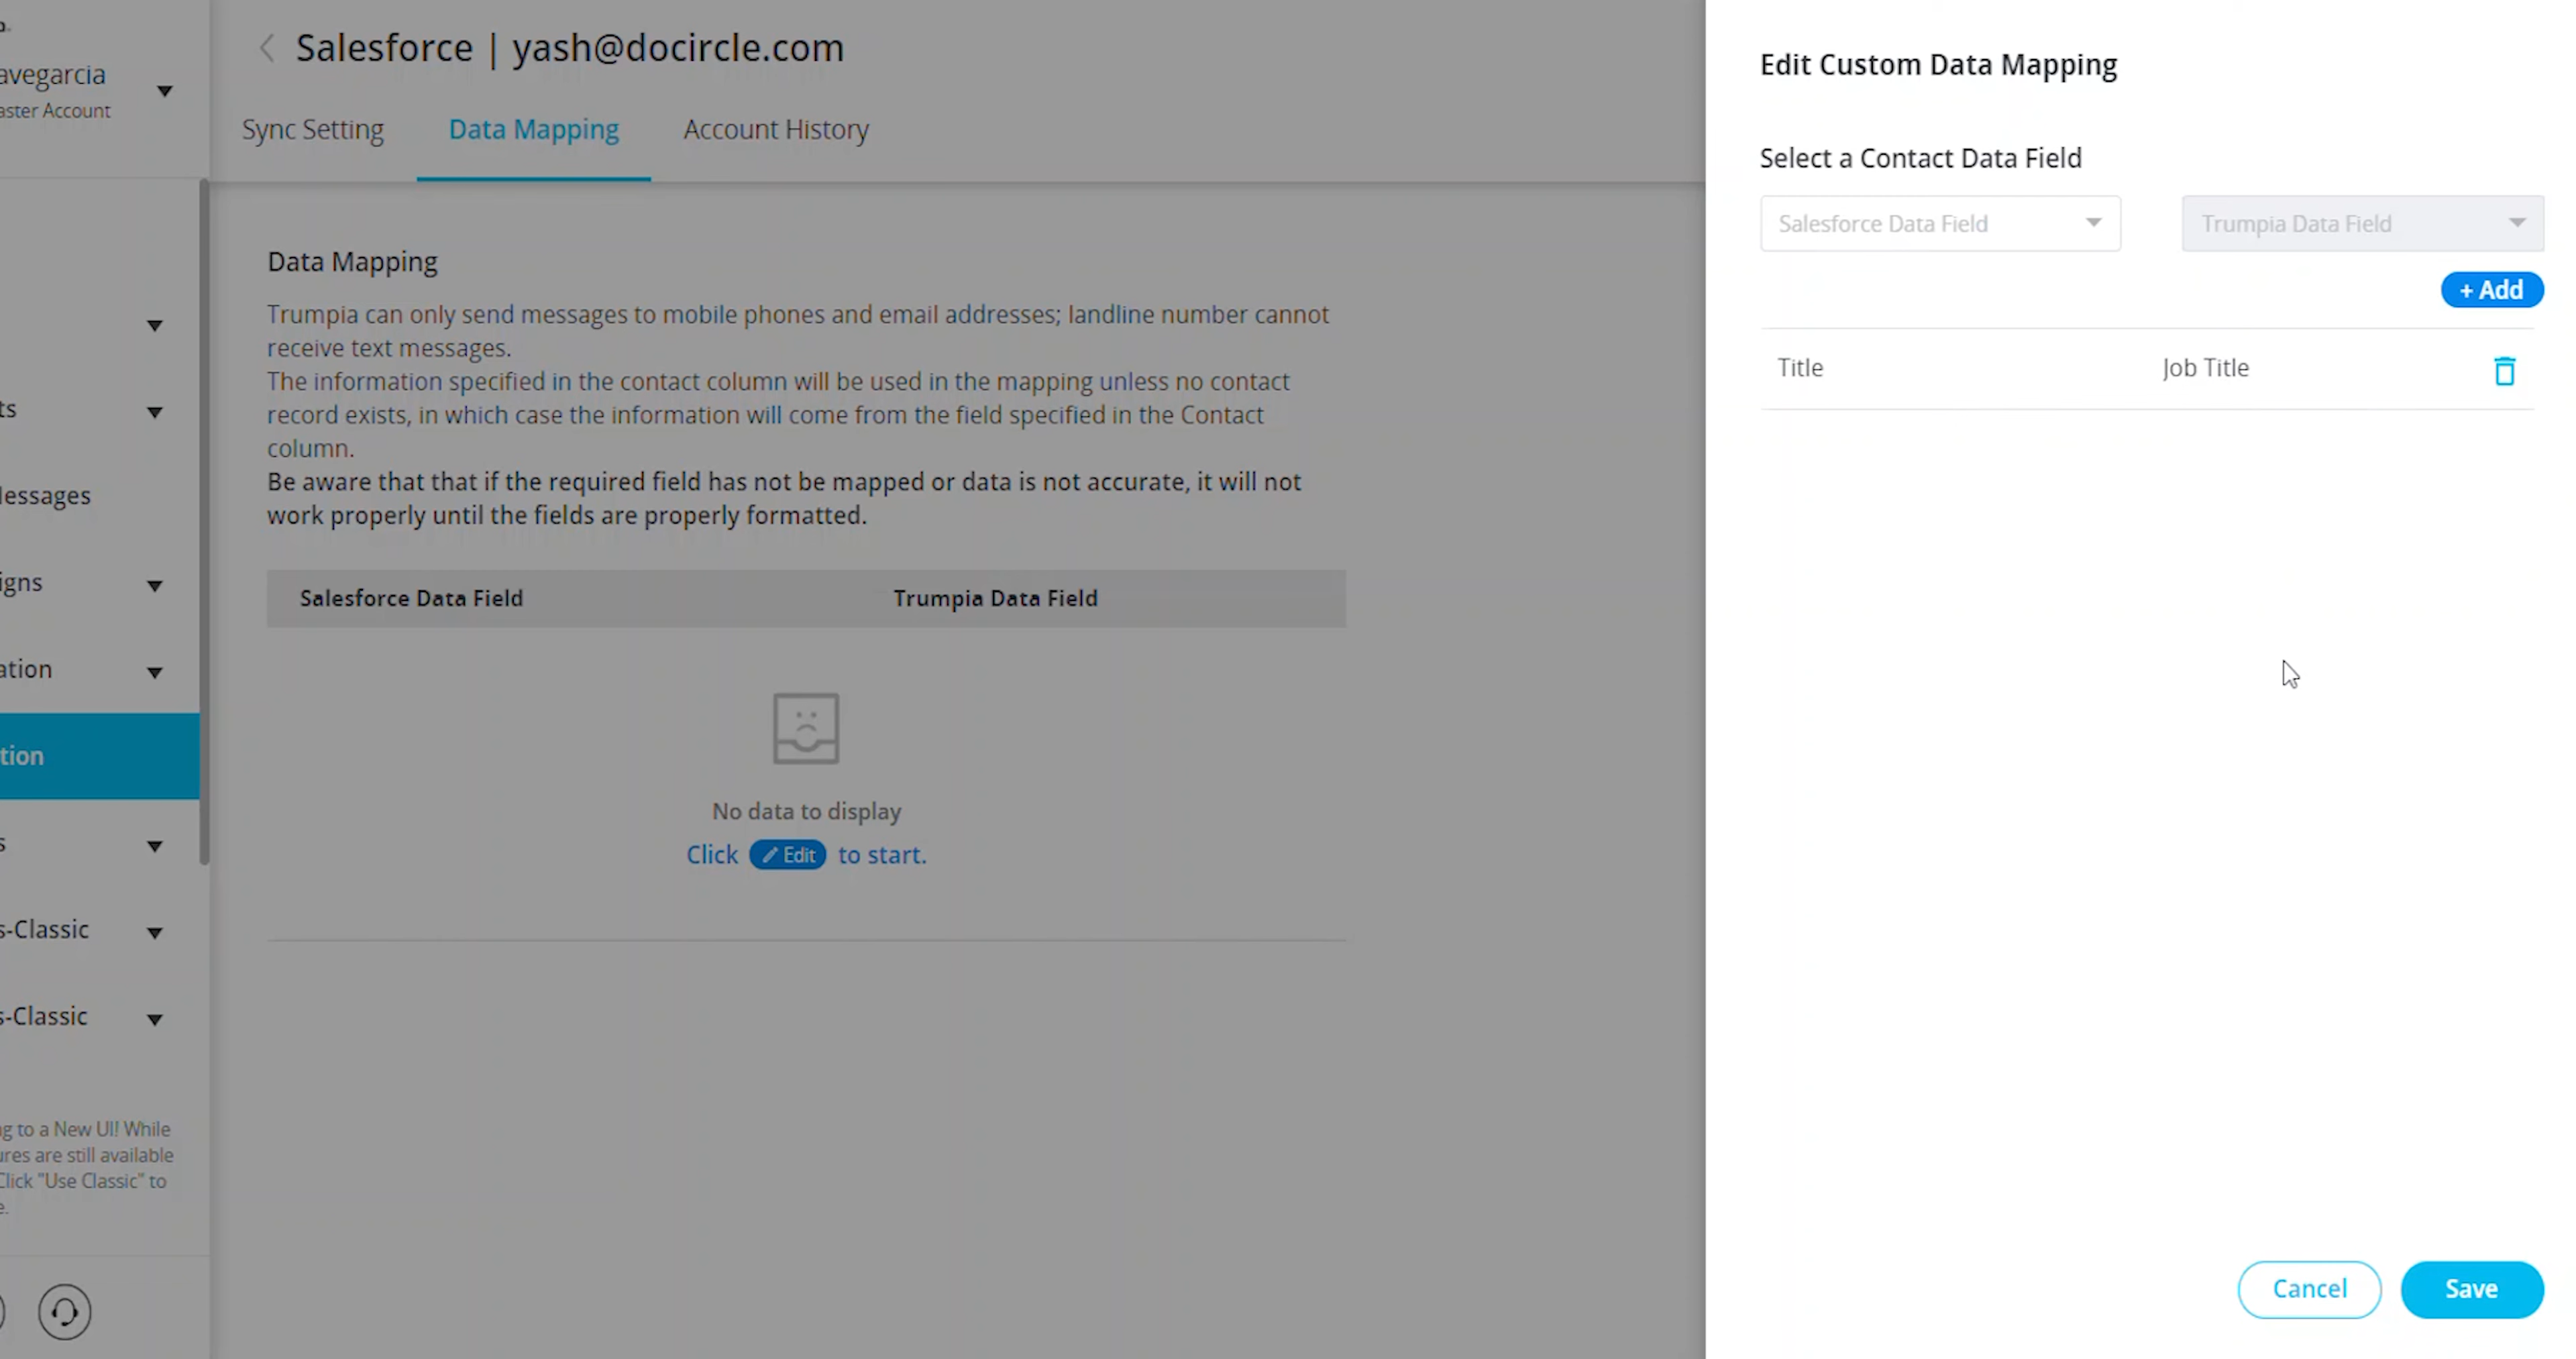 avegarcia
aster Account
ts
lessages
igns
ation
tion
s
s-Classic
s-Classic
ng to a New UI! While
ures are still available
Click "Use Classic" to
e.
Salesforce | yash@docircle.com
Sync Setting
Data Mapping
Account History
Data Mapping
Trumpia can only send messages to mobile phones and email addresses; landline number cannot
receive text messages.
The information specified in the contact column will be used in the mapping unless no contact
record exists, in which case the information will come from the field specified in the Contact
column.
Be aware that that if the required field has not be mapped or data is not accurate, it will not
work properly until the fields are properly formatted.
Salesforce Data Field
Trumpia Data Field
No data to display
Click Edit to start.
Edit Custom Data Mapping
Select a Contact Data Field
Salesforce Data Field
Trumpia Data Field
+ Add
Title
Job Title
Cancel
Save